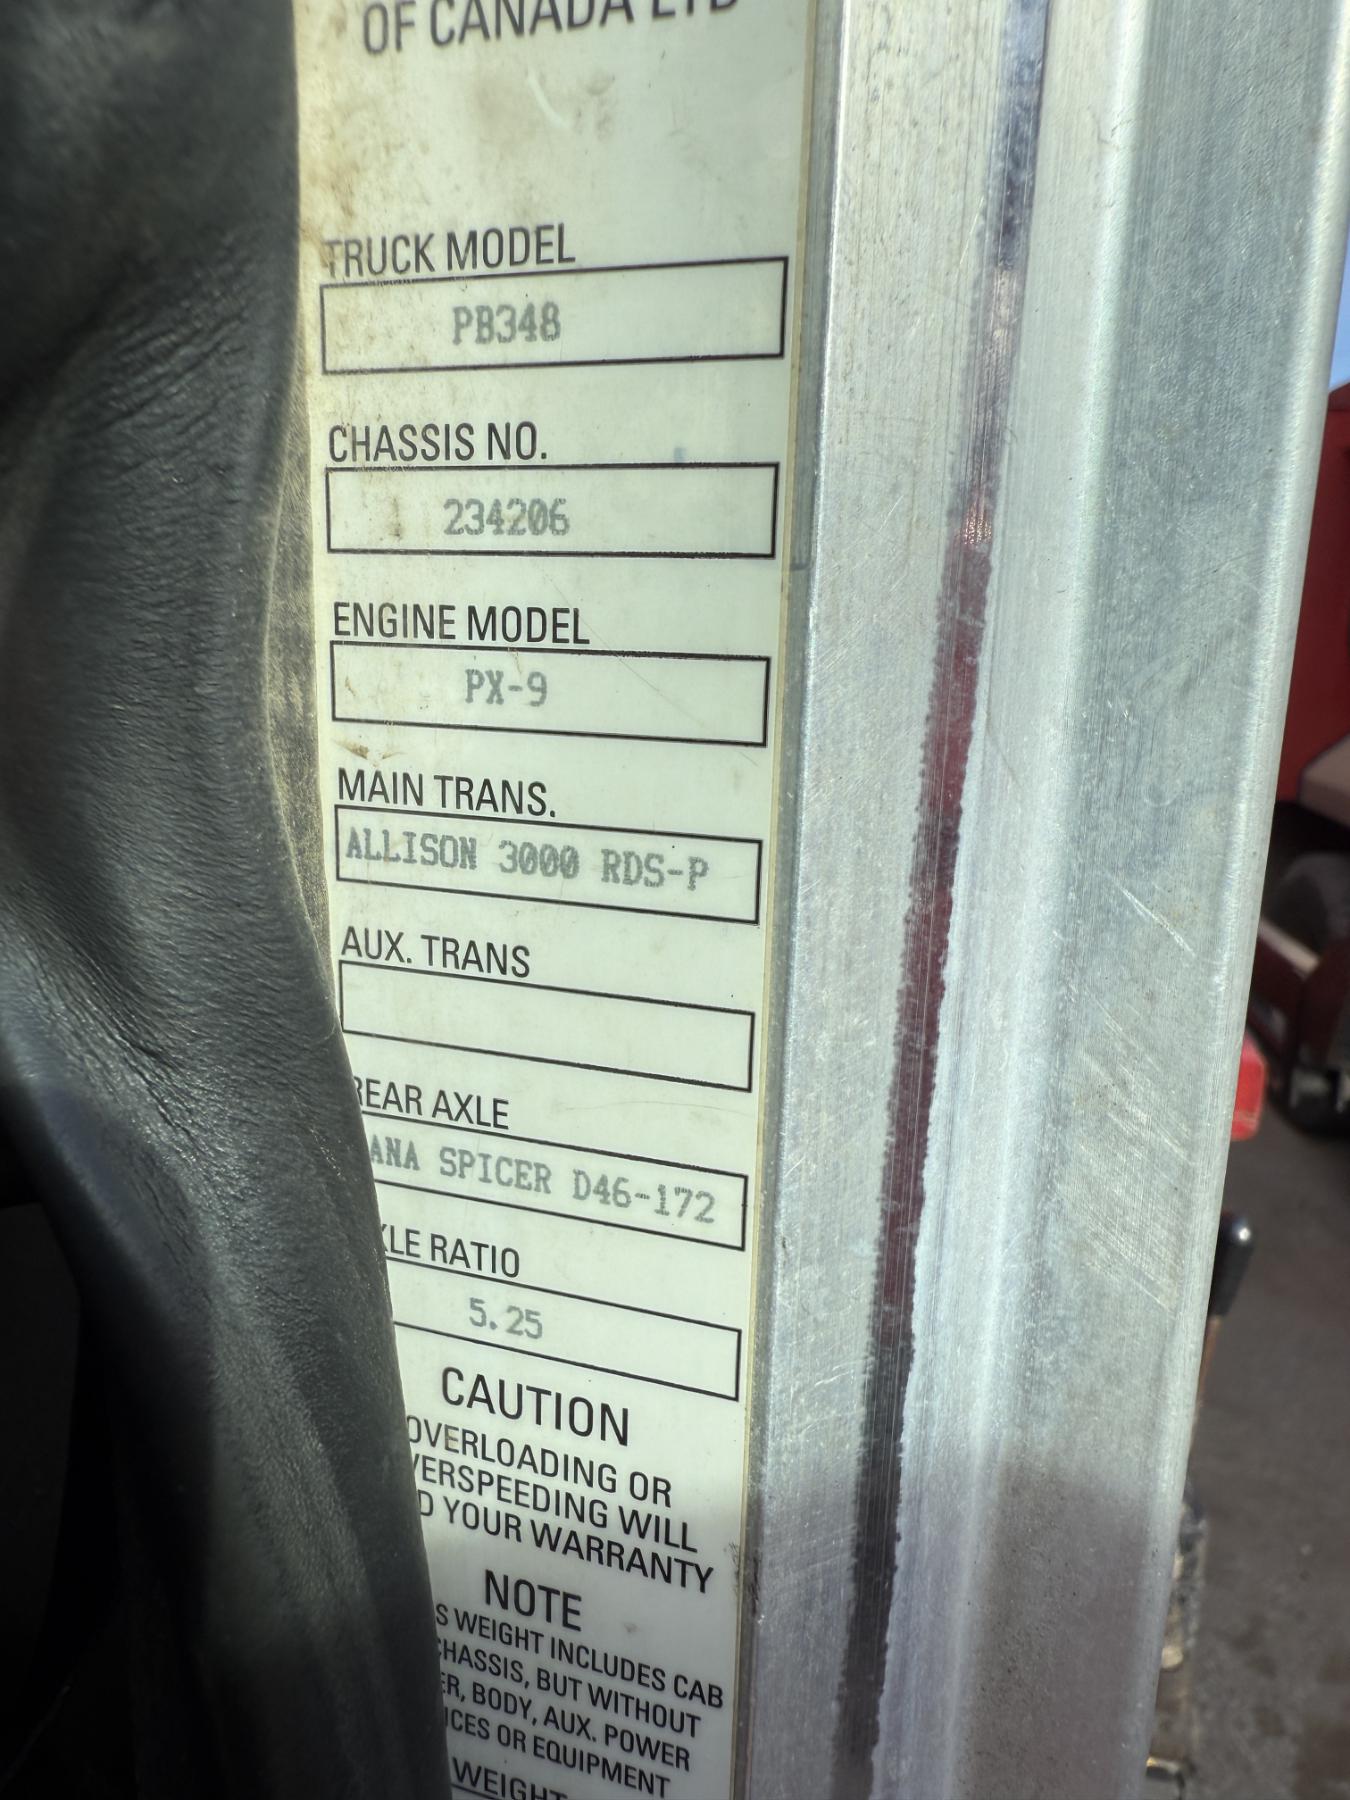 OF CANADA LTD
TRUCK MODEL
PB348
CHASSIS NO.
234206
ENGINE MODEL
PX-9
MAIN TRANS.
ALLISON 3000 RDS-P
AUX. TRANS
REAR AXLE
ANA SPICER D46-172
XLE RATIO
5.25
CAUTION
OVERLOADING OR
VERSPEEDING WILL
D YOUR WARRANTY
NOTE
S WEIGHT INCLUDES CAB
CHASSIS, BUT WITHOUT
ER, BODY, AUX. POWER
ICES OR EQUIPMENT
WEIGHT